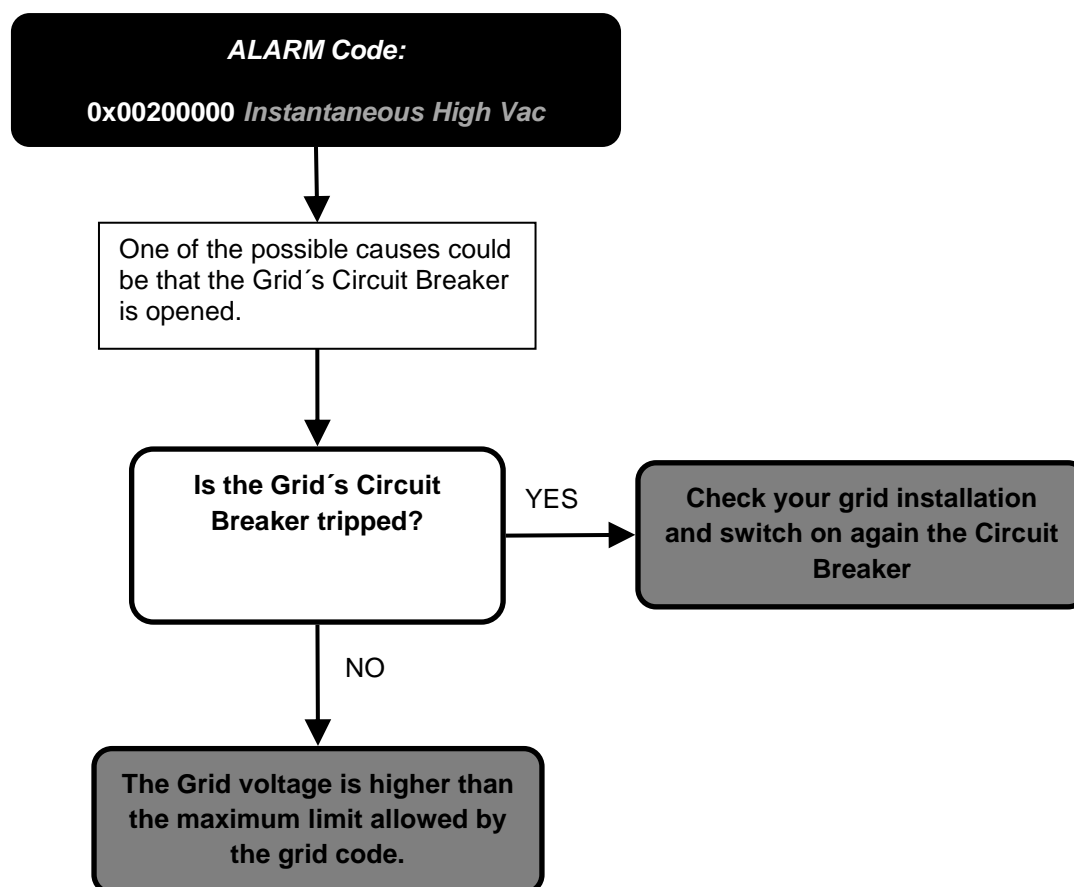 ALARM Code:
0x00200000 Instantaneous High Vac
One of the possible causes could
be that the Grid´s Circuit Breaker
is opened.
Is the Grid´s Circuit
Breaker tripped?
YES
Check your grid installation
and switch on again the Circuit
Breaker
NO
The Grid voltage is higher than
the maximum limit allowed by
the grid code.